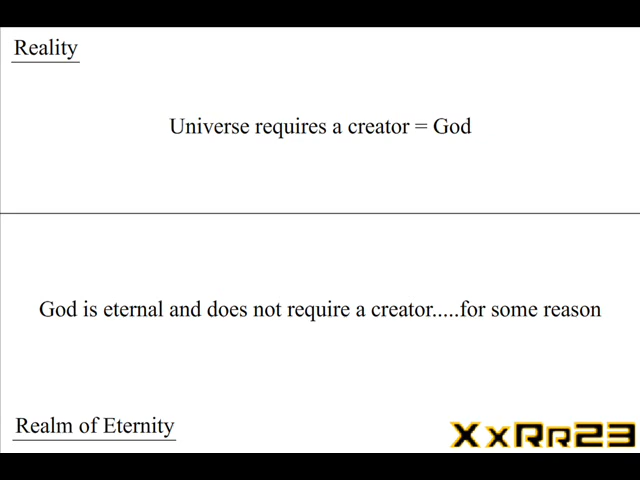 Reality
Universe requires a creator = God
God is eternal and does not require a creator.....for some reason
Realm of Eternity
XxRr23